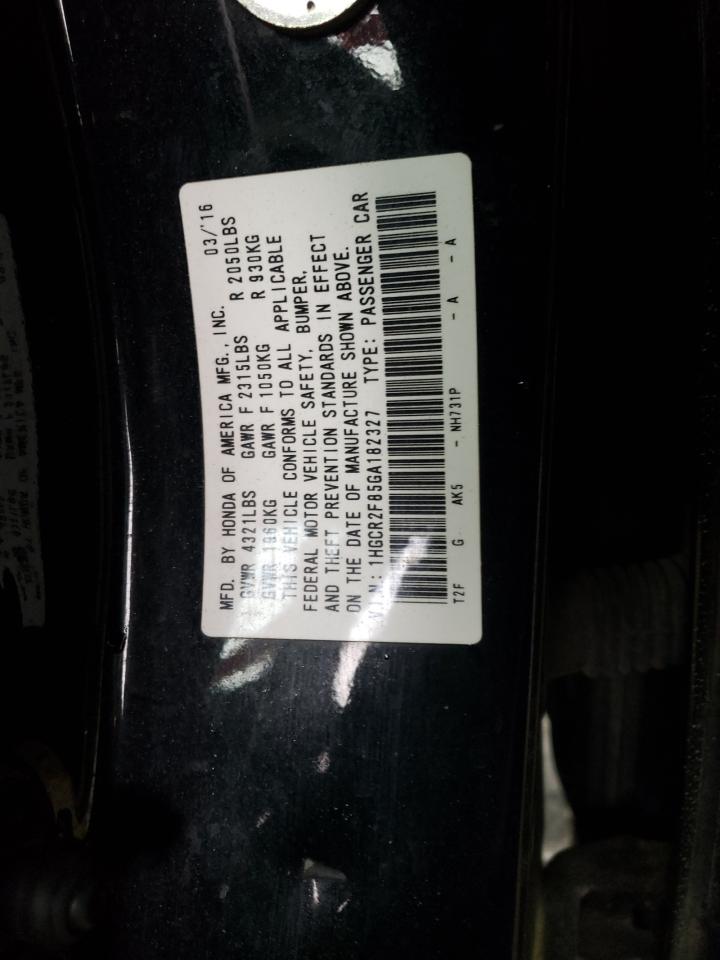 MFD. BY HONDA OF AMERICA MFG., INC. 03/'16
GVWR 4321LBS GAWR F 2315LBS R 2050LBS
GVWR 1960KG GAWR F 1050KG R 930KG
THIS VEHICLE CONFORMS TO ALL APPLICABLE
FEDERAL MOTOR VEHICLE SAFETY, BUMPER,
AND THEFT PREVENTION STANDARDS IN EFFECT
ON THE DATE OF MANUFACTURE SHOWN ABOVE.
V.I.N: 1HGCR2F85GA182327 TYPE: PASSENGER CAR
T2F G AK5 - NH731P - A - A